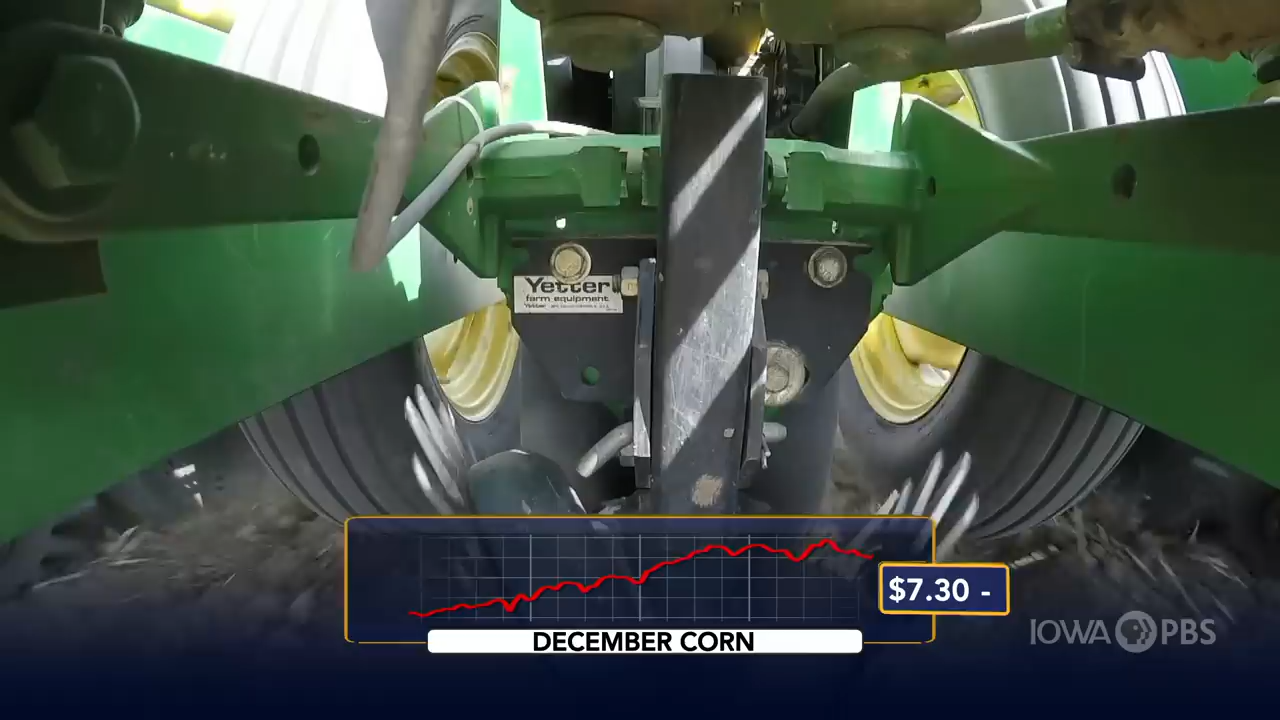 Yetter
farm equipment
$7.30 -
DECEMBER CORN
IOWA PBS